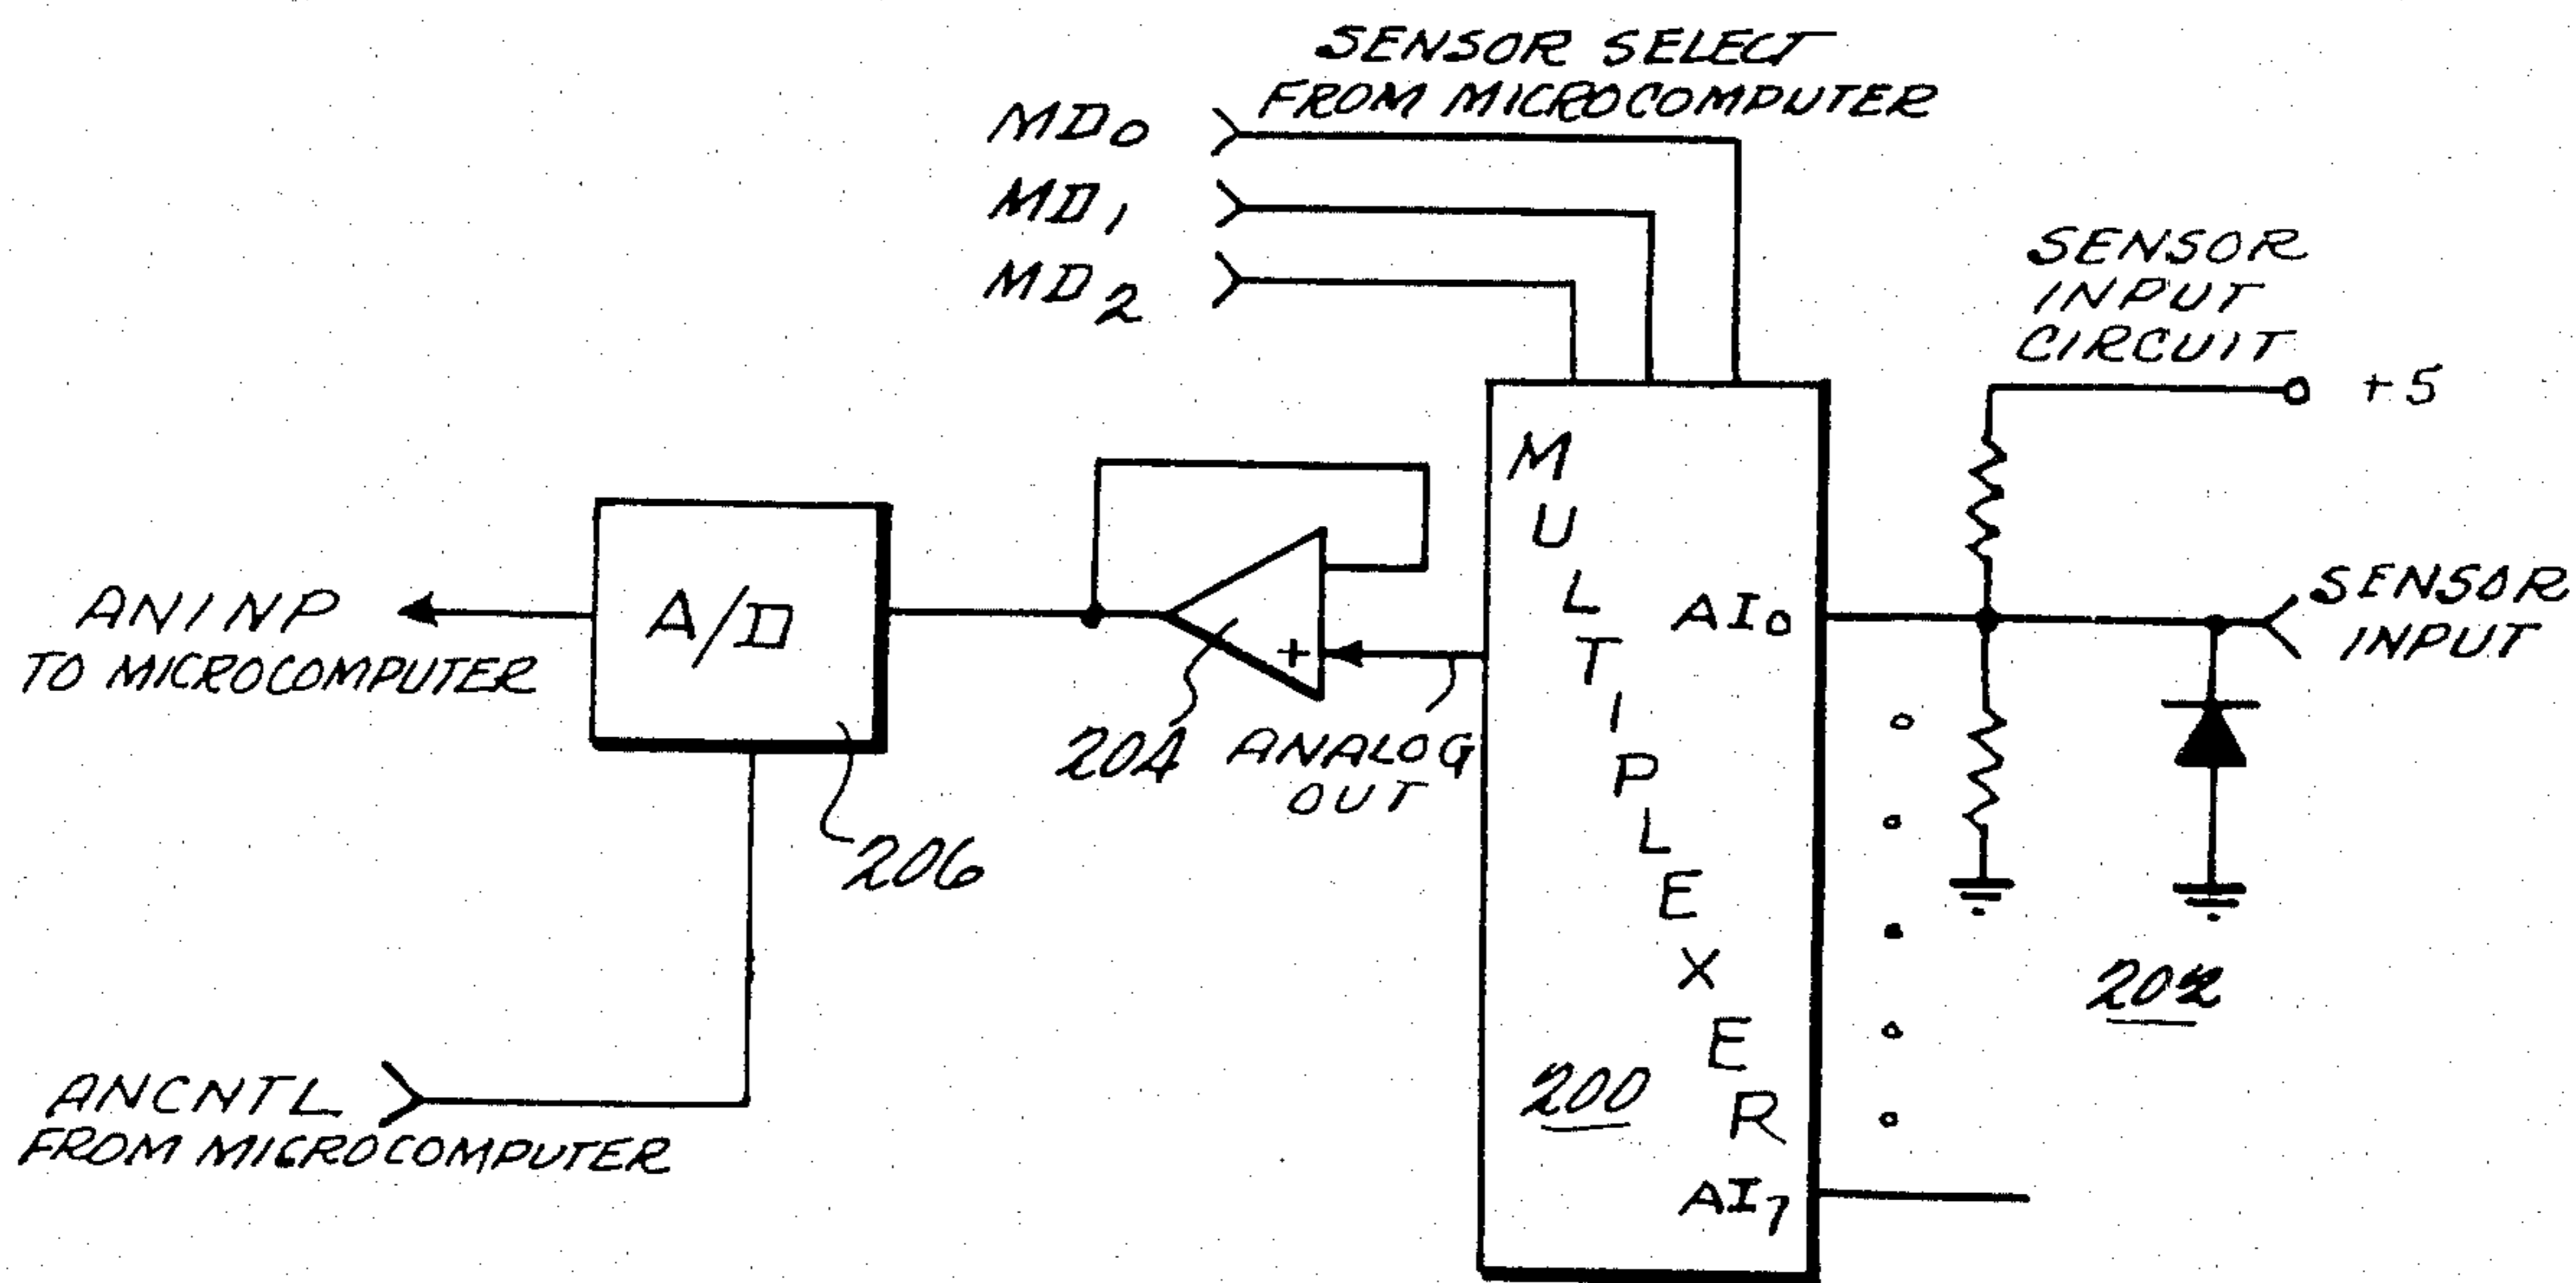 SENSOR SELECT
FROM MICROCOMPUTER
MD0
MD1
MD2
SENSOR
INPUT
CIRCUIT
+5
MULTIPLEXER
AI0
SENSOR
INPUT
A/D
ANINP
TO MICROCOMPUTER
+
204
ANALOG
OUT
206
202
200
ANCNTL
FROM MICROCOMPUTER
AI7